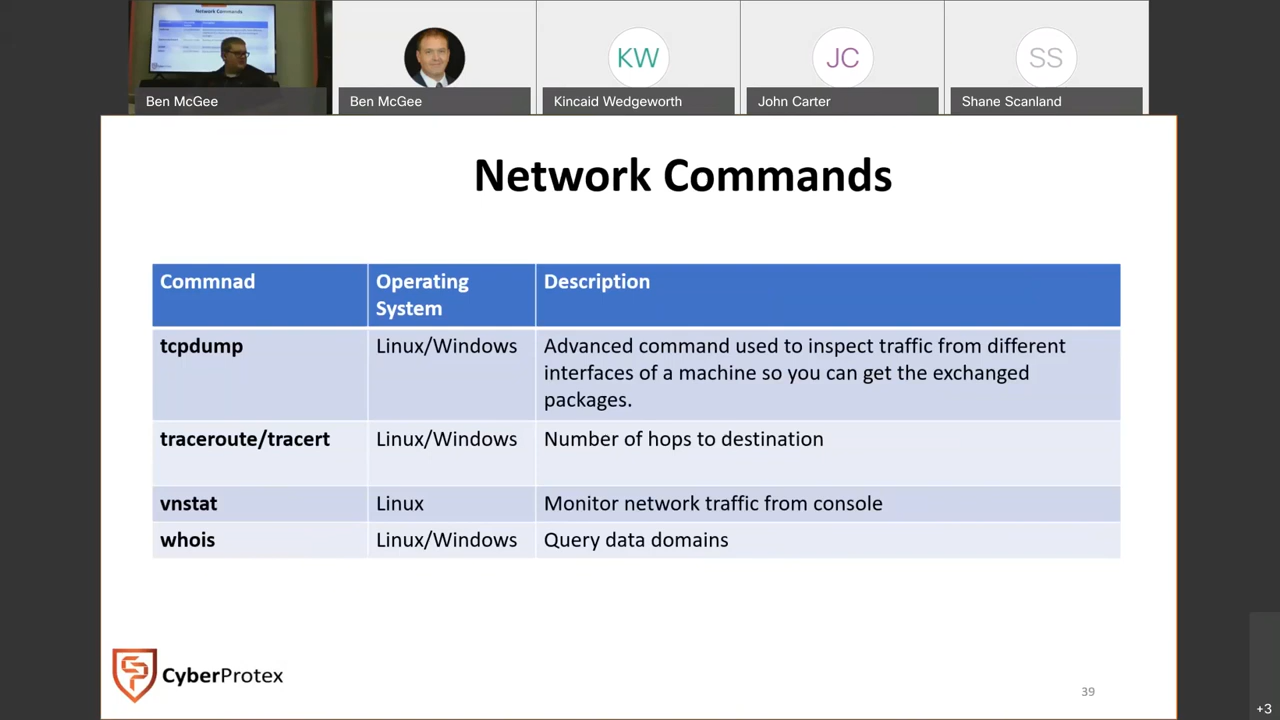 Network Commands
Ben McGee
Ben McGee
KW
Kincaid Wedgeworth
JC
John Carter
SS
Shane Scanland
Network Commands
Commnad
Operating
System
Description
tcpdump
Linux/Windows
Advanced command used to inspect traffic from different
interfaces of a machine so you can get the exchanged
packages.
traceroute/tracert
Linux/Windows
Number of hops to destination
vnstat
Linux
Monitor network traffic from console
whois
Linux/Windows
Query data domains
CyberProtex
39
+3